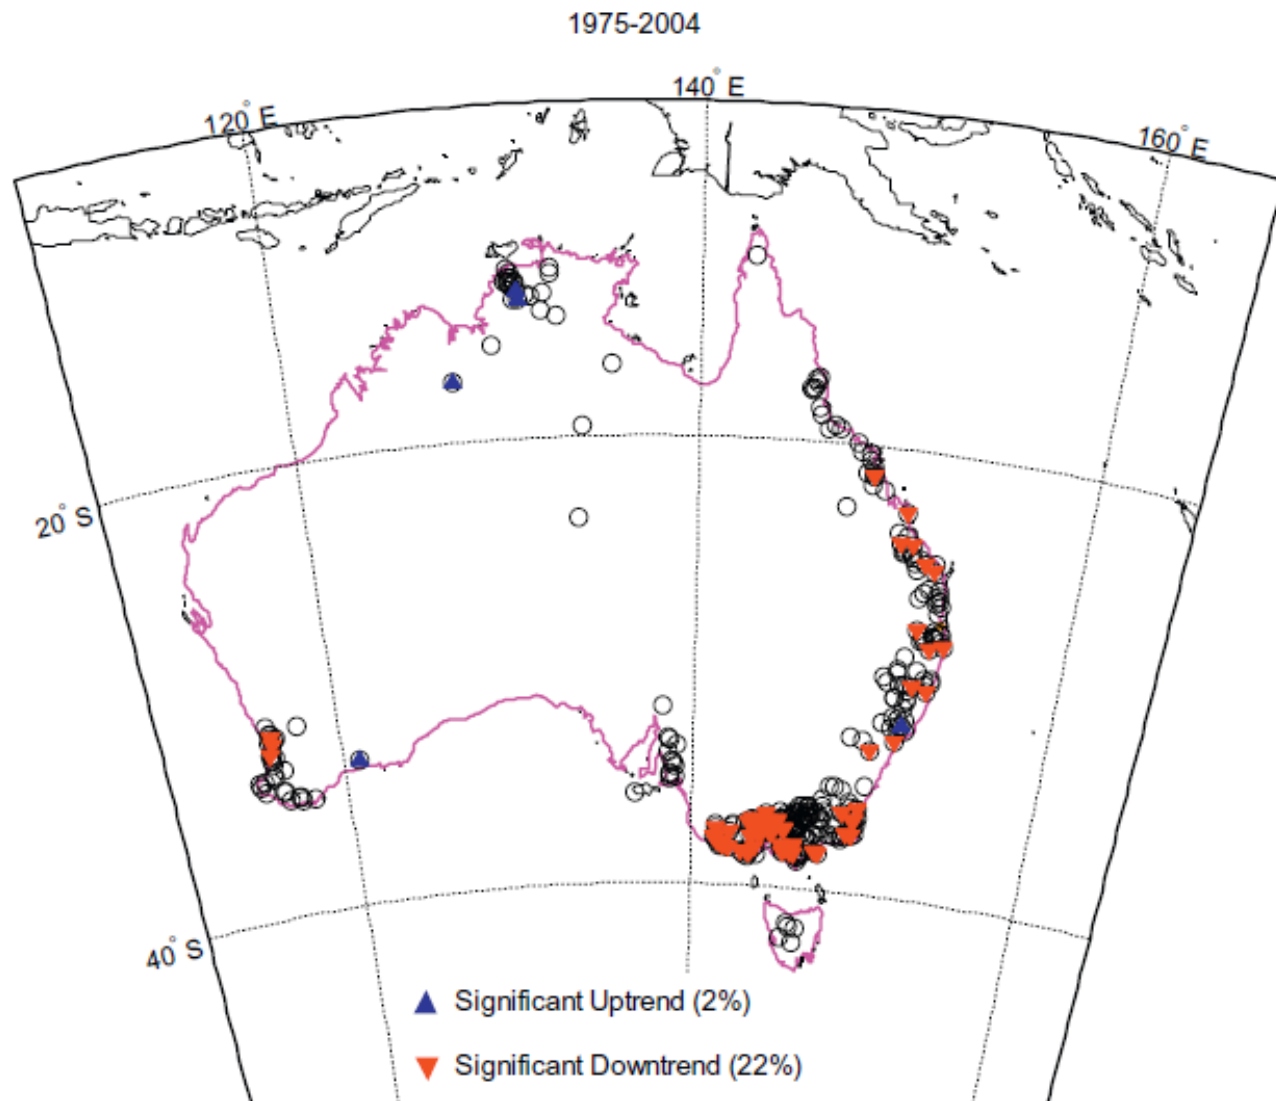 1975-2004
120° E
140° E
160° E
20° S
40° S
Significant Uptrend (2%)
Significant Downtrend (22%)